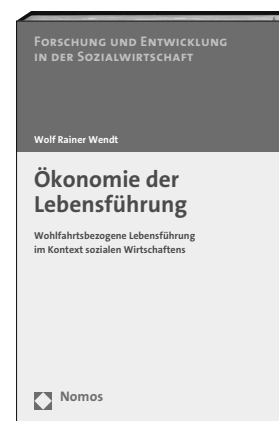 Forschung und Entwicklung
in der Sozialwirtschaft
Wolf Rainer Wendt
Ökonomie der
Lebensführung
Wohlfahrtsbezogene Lebensführung
im Kontext sozialen Wirtschaftens
Nomos